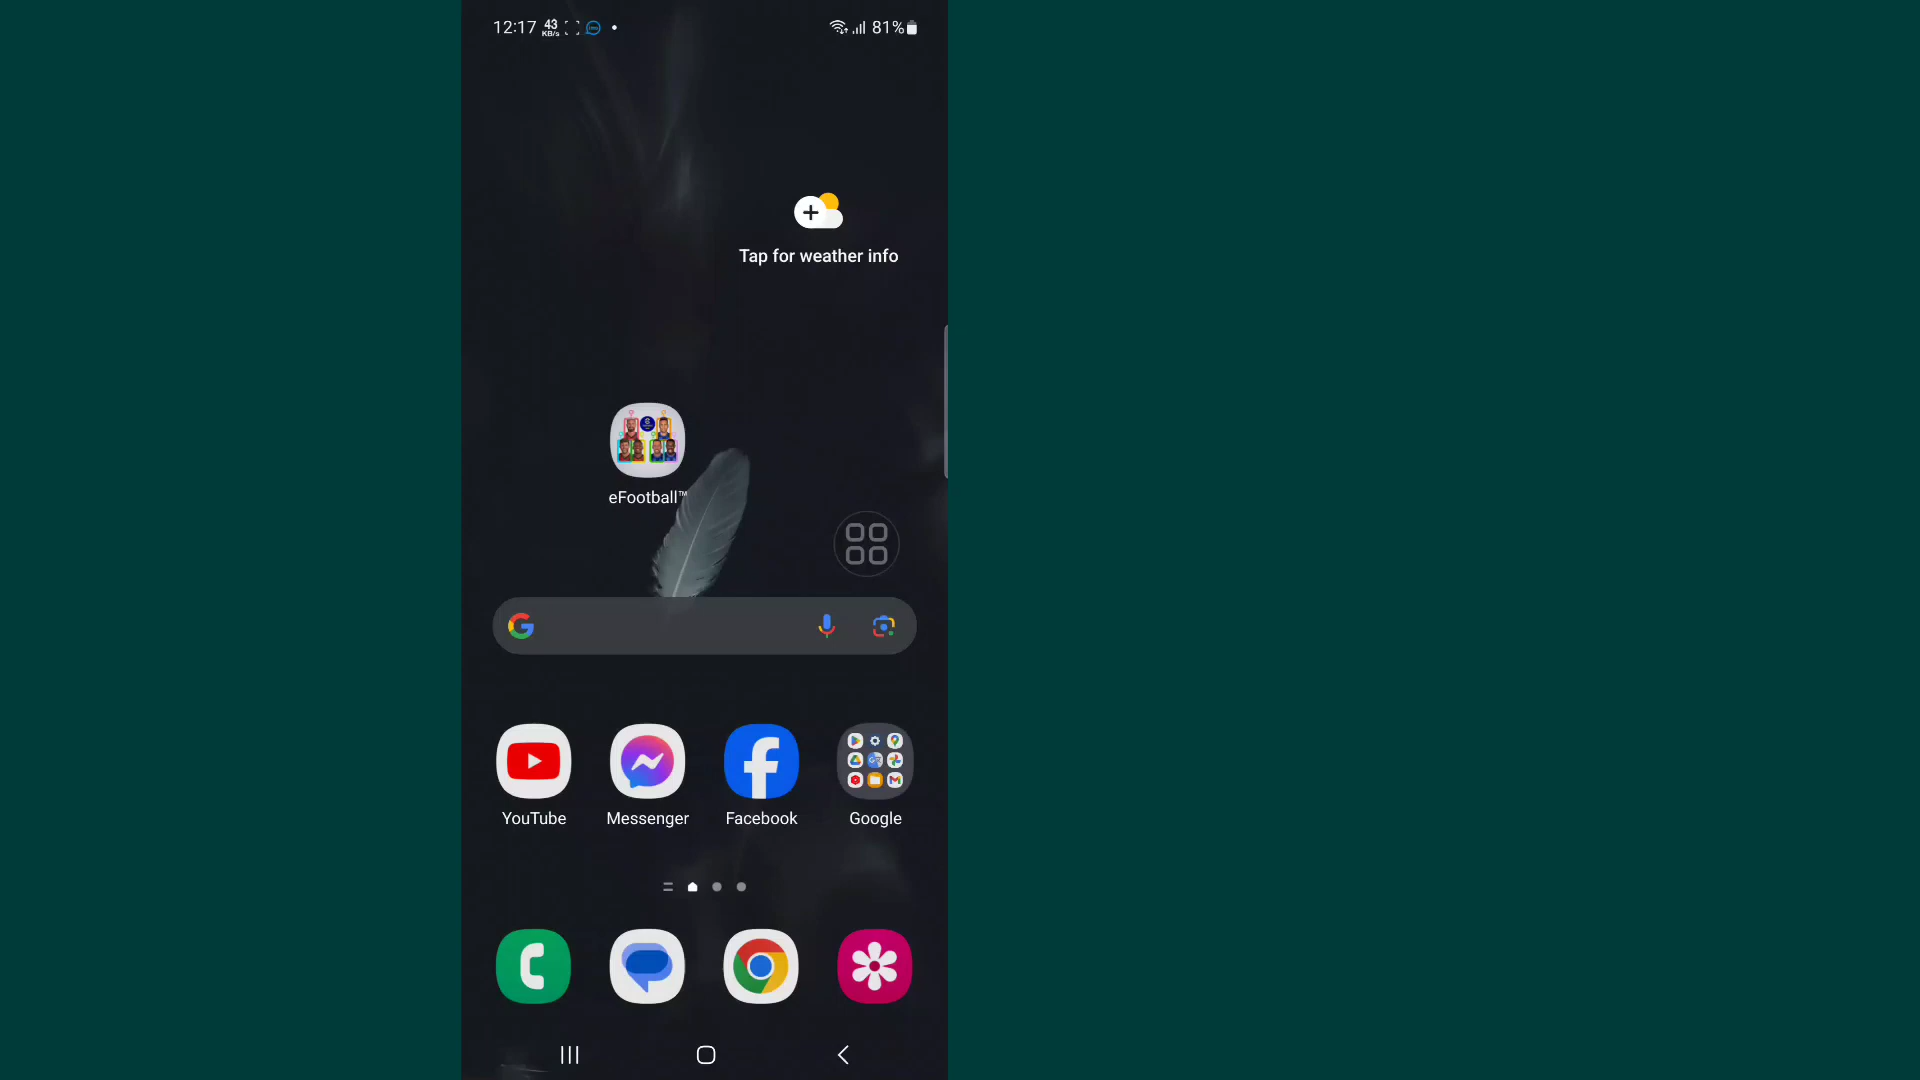 12:17 43 KB/s 81%
Tap for weather info
eFootball™
YouTube Messenger Facebook Google